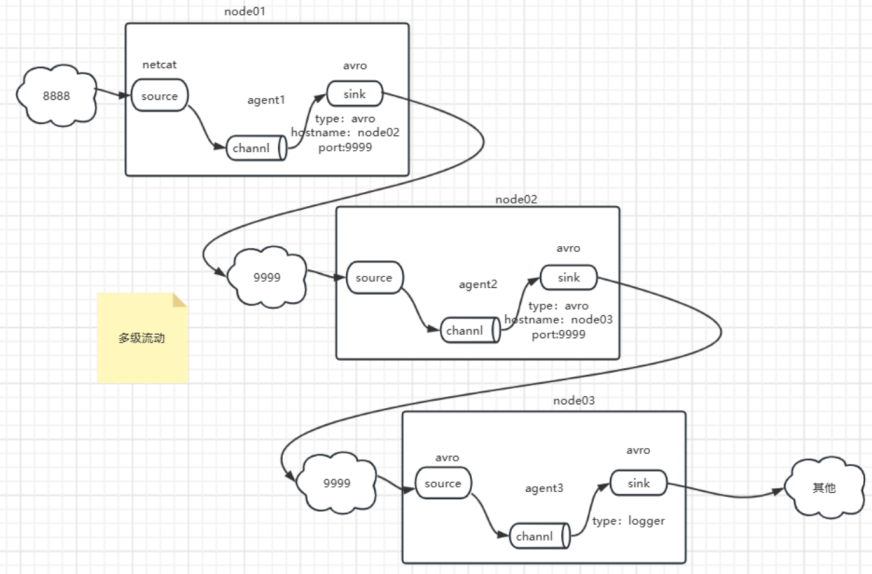 node01
netcat
avro
8888
source
agent1
sink
type: avro
hostname: node02
port:9999
channl
node02
avro
9999
source
agent2
sink
type: avro
hostname: node03
port:9999
channl
多级流动
node03
avro
avro
9999
source
agent3
sink
其他
type: logger
channl